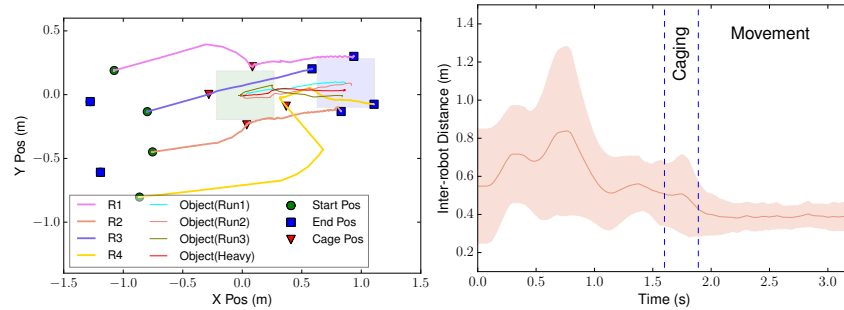 0.5
0.0
−0.5
−1.0
Y Pos (m)
R1
R2
R3
R4
Object(Run1)
Object(Run2)
Object(Run3)
Object(Heavy)
Start Pos
End Pos
Cage Pos
−1.5 −1.0 −0.5 0.0 0.5 1.0 1.5
X Pos (m)
1.4
1.2
1.0
0.8
0.6
0.4
0.2
Inter-robot Distance (m)
Caging
Movement
0.0 0.5 1.0 1.5 2.0 2.5 3.0
Time (s)